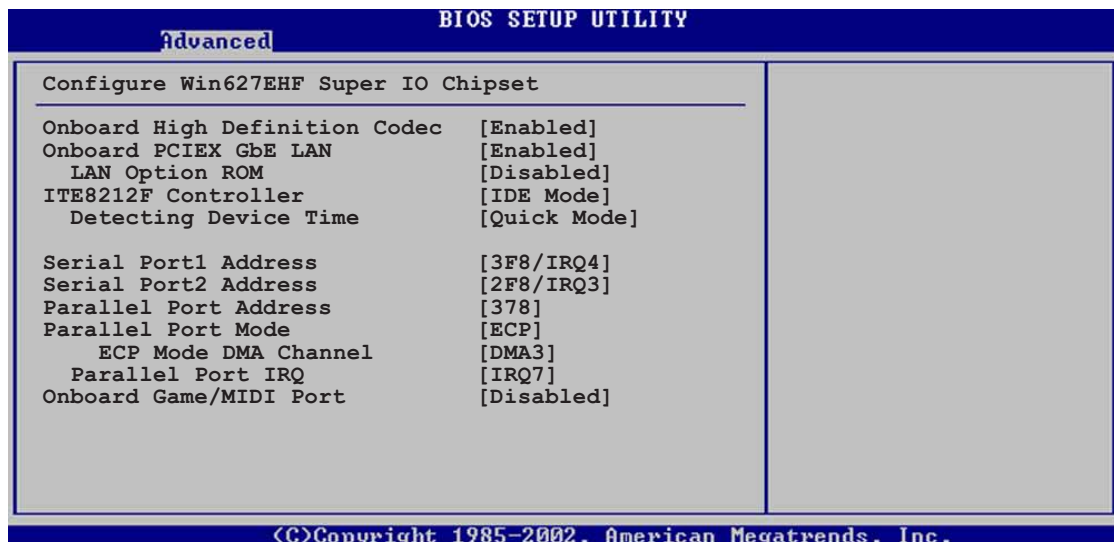 BIOS SETUP UTILITY
Advanced
Configure Win627EHF Super IO Chipset
Onboard High Definition Codec [Enabled]
Onboard PCIEX GbE LAN [Enabled]
LAN Option ROM [Disabled]
ITE8212F Controller [IDE Mode]
Detecting Device Time [Quick Mode]
Serial Port1 Address [3F8/IRQ4]
Serial Port2 Address [2F8/IRQ3]
Parallel Port Address [378]
Parallel Port Mode [ECP]
ECP Mode DMA Channel [DMA3]
Parallel Port IRQ [IRQ7]
Onboard Game/MIDI Port [Disabled]
(C)Copyright 1985-2002, American Megatrends, Inc.